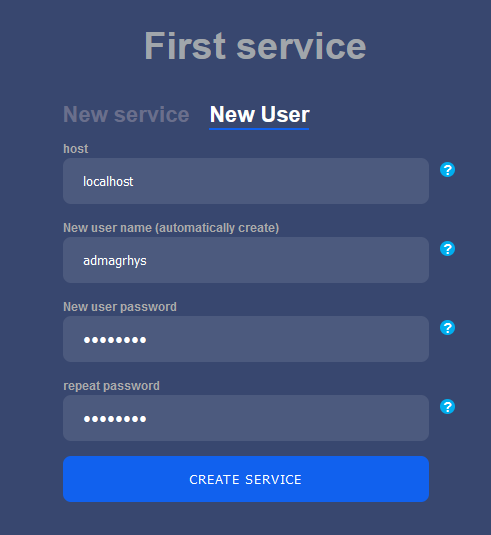 First service
New service New User
host
localhost
?
New user name (automatically create)
admagrhys
?
New user password
••••••••
?
repeat password
••••••••
?
CREATE SERVICE